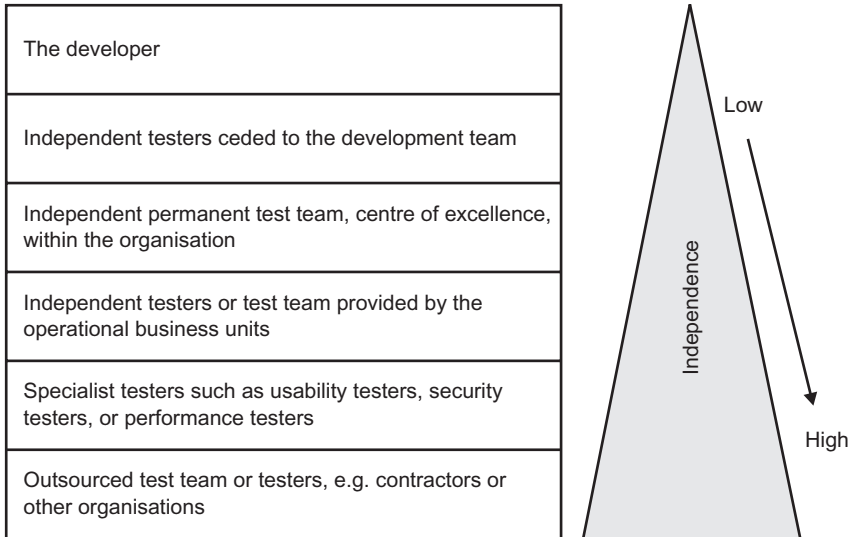 The developer
Independent testers ceded to the development team
Independent permanent test team, centre of excellence,
within the organisation
Independent testers or test team provided by the
operational business units
Specialist testers such as usability testers, security
testers, or performance testers
Outsourced test team or testers, e.g. contractors or
other organisations
Low
Independence
High